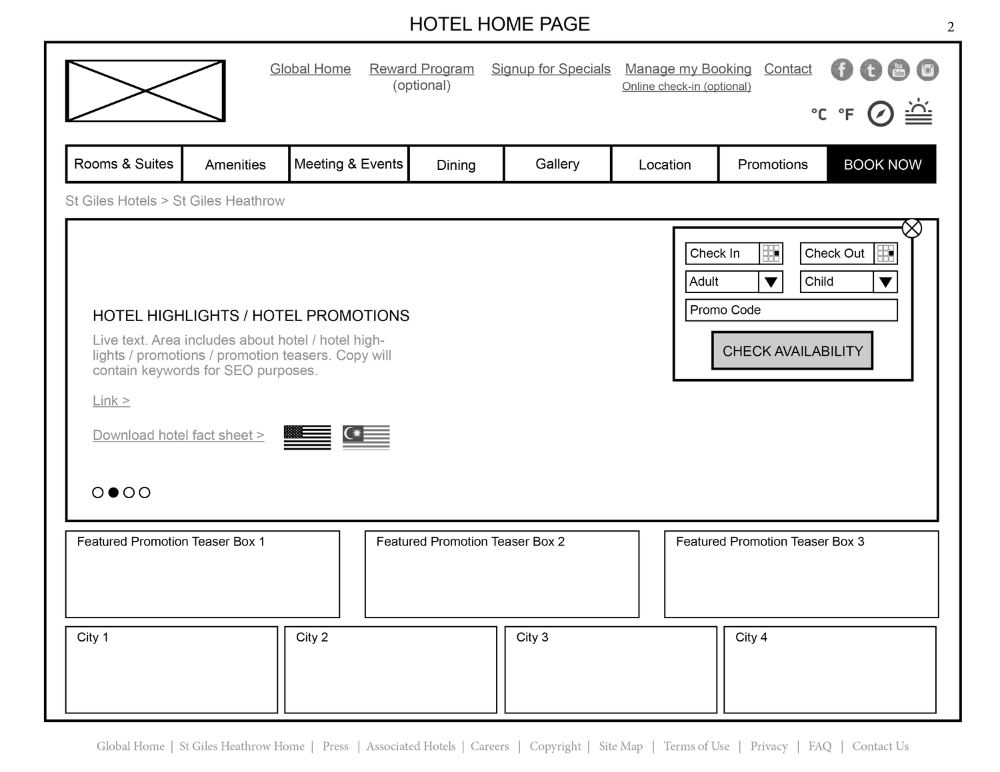 HOTEL HOME PAGE
2
Global Home Reward Program Signup for Specials Manage my Booking Contact
(optional) Online check-in (optional)
f t You Tube
°C °F
Rooms & Suites Amenities Meeting & Events Dining Gallery Location Promotions BOOK NOW
St Giles Hotels > St Giles Heathrow
Check In Check Out
Adult Child
Promo Code
CHECK AVAILABILITY
HOTEL HIGHLIGHTS / HOTEL PROMOTIONS
Live text. Area includes about hotel / hotel high-
lights / promotions / promotion teasers. Copy will
contain keywords for SEO purposes.
Link >
Download hotel fact sheet >
Featured Promotion Teaser Box 1 Featured Promotion Teaser Box 2 Featured Promotion Teaser Box 3
City 1 City 2 City 3 City 4
Global Home | St Giles Heathrow Home | Press | Associated Hotels | Careers | Copyright | Site Map | Terms of Use | Privacy | FAQ | Contact Us